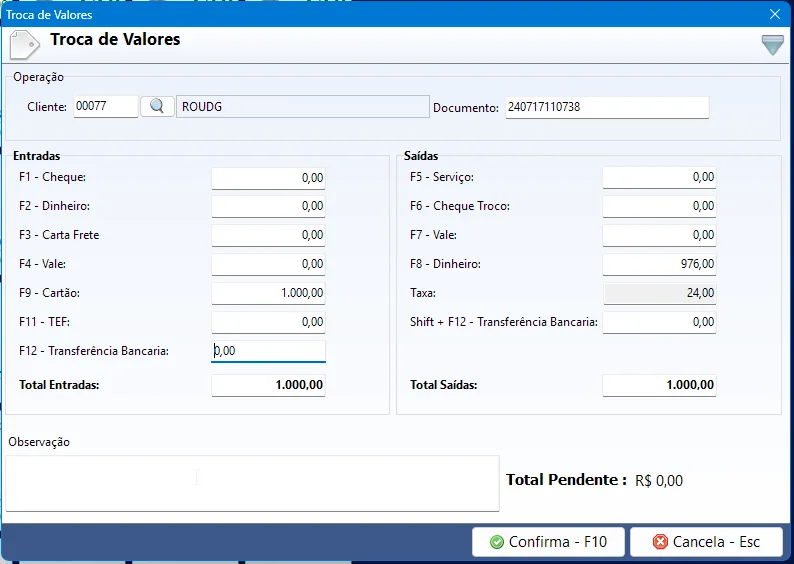 Troca de Valores
Troca de Valores
Operação
Cliente: 00077 ROUDG Documento: 240717110738
Entradas
F1 - Cheque: 0,00
F2 - Dinheiro: 0,00
F3 - Carta Frete 0,00
F4 - Vale: 0,00
F9 - Cartão: 1.000,00
F11 - TEF: 0,00
F12 - Transferência Bancaria: 0,00
Total Entradas: 1.000,00
Saídas
F5 - Serviço: 0,00
F6 - Cheque Troco: 0,00
F7 - Vale: 0,00
F8 - Dinheiro: 976,00
Taxa: 24,00
Shift + F12 - Transferência Bancaria: 0,00
Total Saídas: 1.000,00
Observação
Total Pendente : R$ 0,00
Confirma - F10 Cancela - Esc